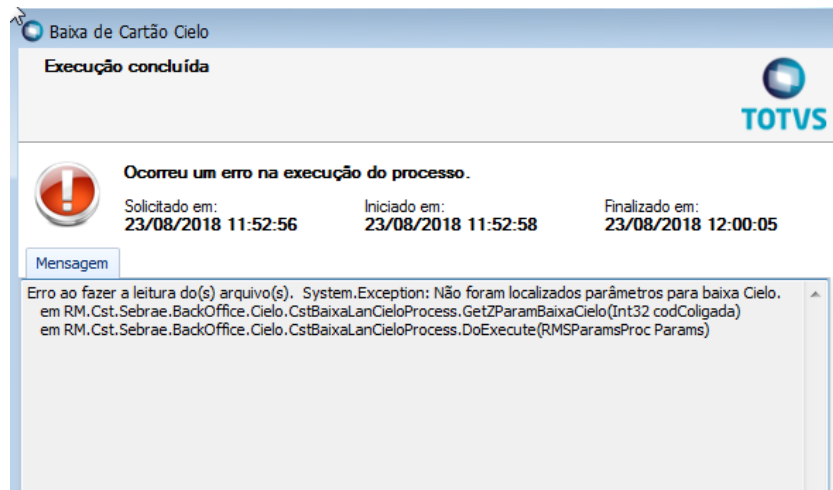 Baixa de Cartão Cielo
Execução concluída
TOTVS
Ocorreu um erro na execução do processo.
Solicitado em: Iniciado em: Finalizado em:
23/08/2018 11:52:56 23/08/2018 11:52:58 23/08/2018 12:00:05
Mensagem
Erro ao fazer a leitura do(s) arquivo(s).  System.Exception: Não foram localizados parâmetros para baixa Cielo.
em RM.Cst.Sebrae.BackOffice.Cielo.CstBaixaLanCieloProcess.GetZParamBaixaCielo(Int32 codColigada)
em RM.Cst.Sebrae.BackOffice.Cielo.CstBaixaLanCieloProcess.DoExecute(RMSParamsProc Params)